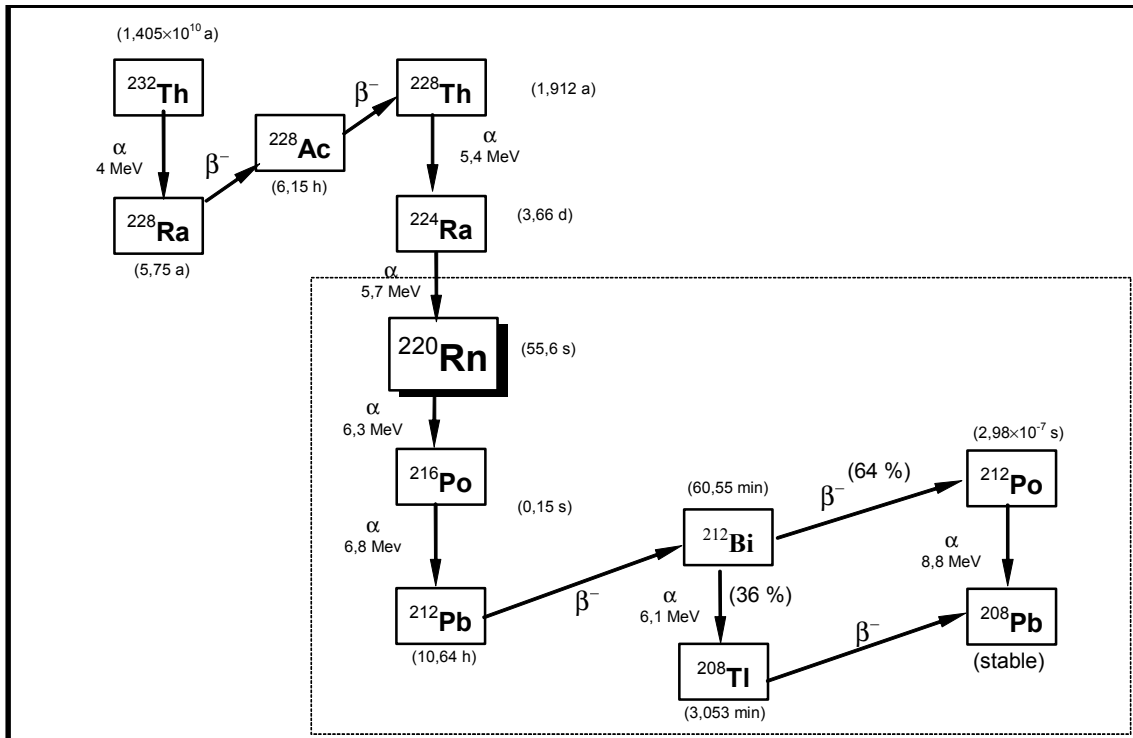 (1,405×10¹⁰ a)
²³²Th
α
4 MeV
²²⁸Ra
(5,75 a)
β⁻
²²⁸Ac
(6,15 h)
β⁻
²²⁸Th
(1,912 a)
α
5,4 MeV
²²⁴Ra
(3,66 d)
α
5,7 MeV
²²⁰Rn
(55,6 s)
α
6,3 MeV
²¹⁶Po
(0,15 s)
α
6,8 Mev
²¹²Pb
(10,64 h)
β⁻
(60,55 min)
²¹²Bi
β⁻
(64 %)
α
6,1 MeV
(36 %)
²⁰⁸Tl
(3,053 min)
β⁻
(2,98×10⁻⁷ s)
²¹²Po
α
8,8 MeV
²⁰⁸Pb
(stable)